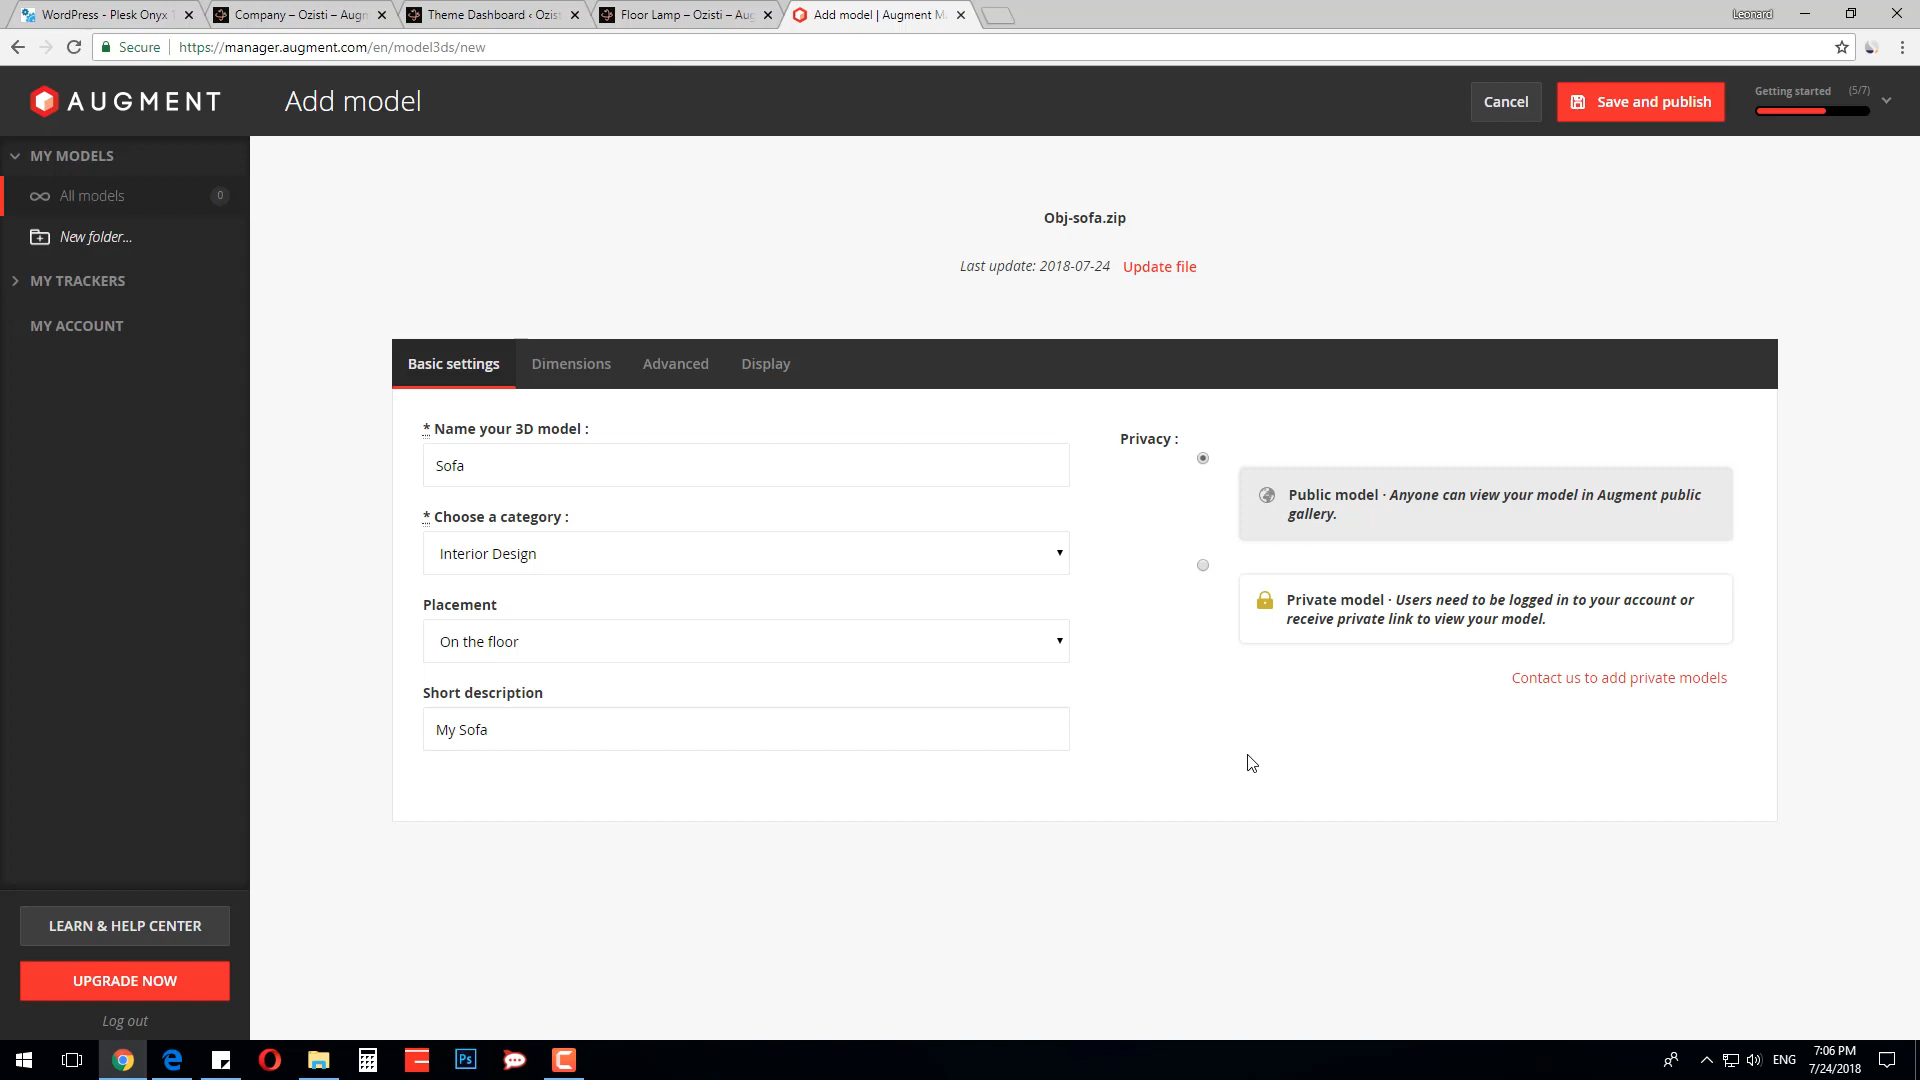 WordPress - Plesk Onyx 1
Company – Ozisti – Augm
Theme Dashboard ‹ Ozist
Floor Lamp – Ozisti – Aug
Add model | Augment M
Leonard
Secure
https://manager.augment.com/en/model3ds/new
AUGMENT
Add model
Cancel
Save and publish
Getting started (5/7)
MY MODELS
All models 0
New folder...
MY TRACKERS
MY ACCOUNT
Obj-sofa.zip
Last update: 2018-07-24 Update file
Basic settings Dimensions Advanced Display
* Name your 3D model :
Sofa
* Choose a category :
Interior Design
Placement
On the floor
Short description
My Sofa
Privacy :
Public model · Anyone can view your model in Augment public
gallery.
Private model · Users need to be logged in to your account or
receive private link to view your model.
Contact us to add private models
LEARN & HELP CENTER
UPGRADE NOW
Log out
Ps
ENG
7:06 PM
7/24/2018